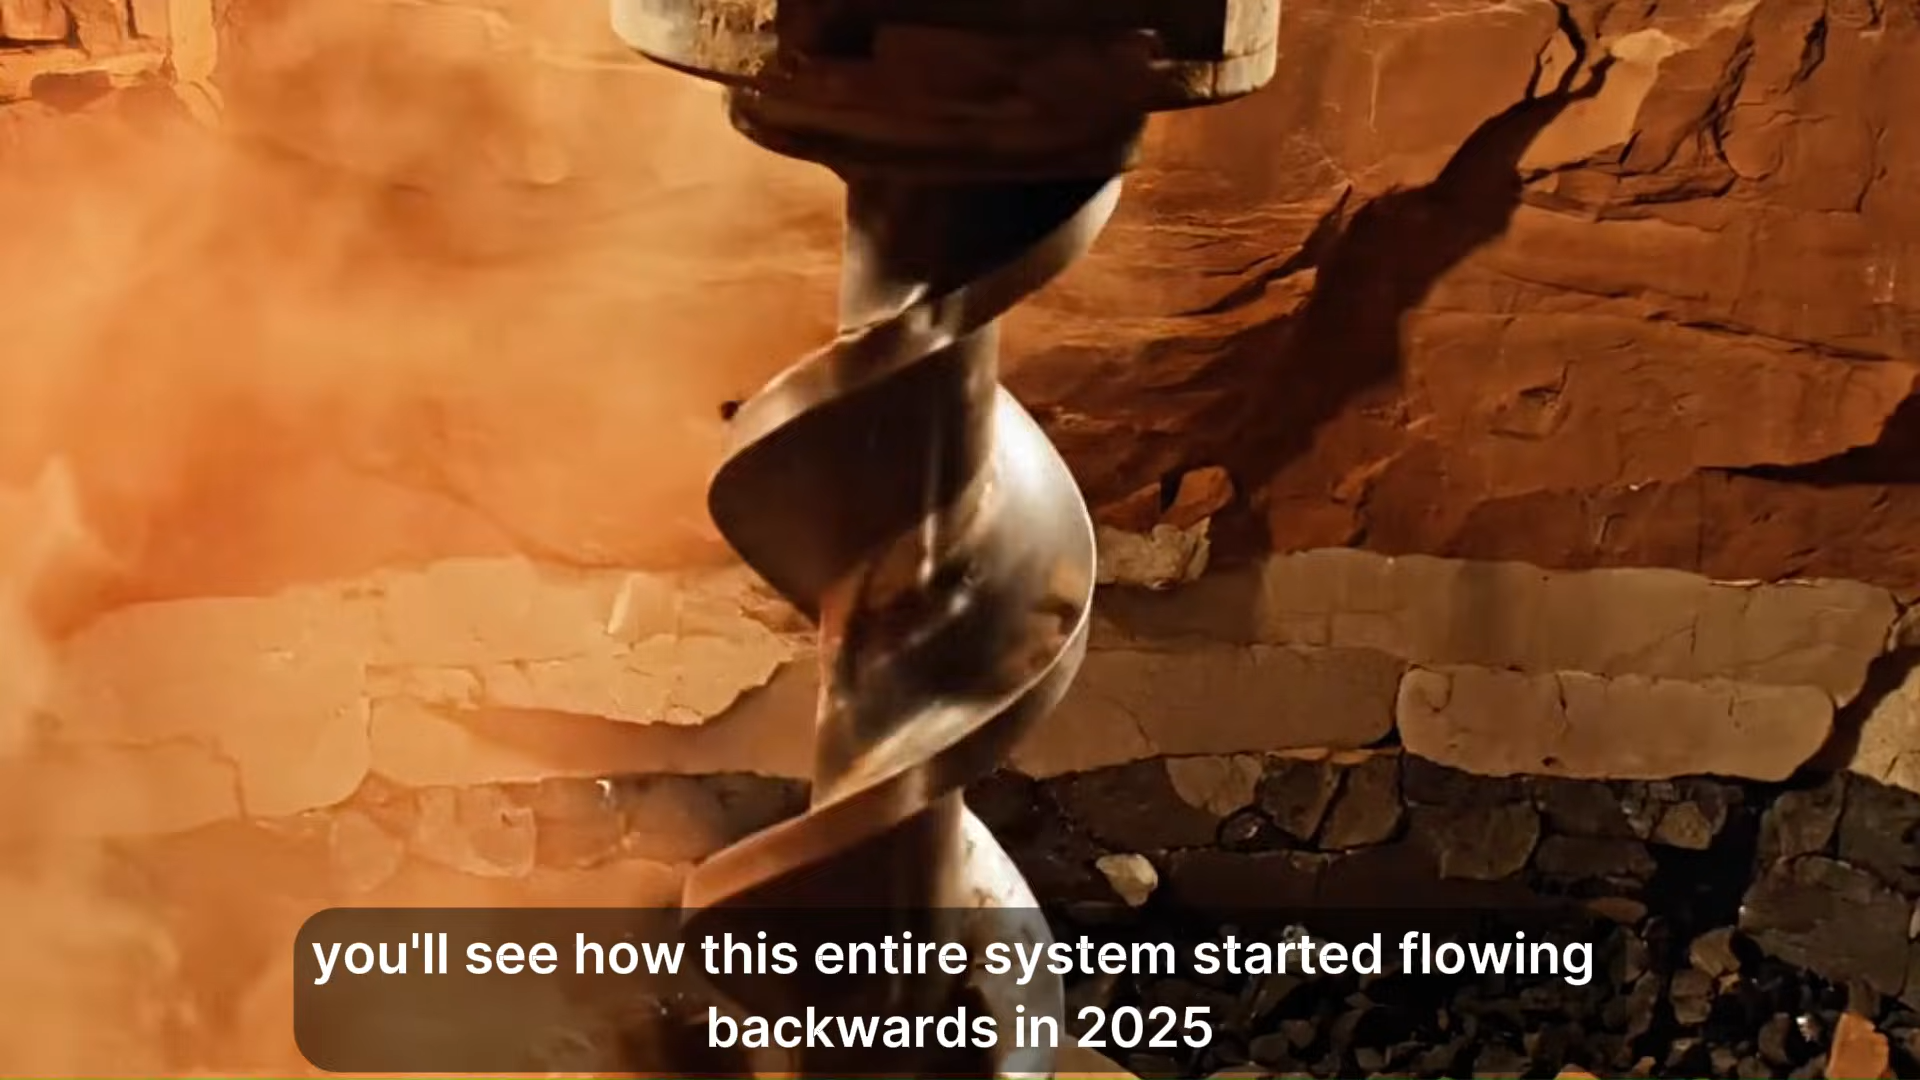 you'll see how this entire system started flowing
backwards in 2025